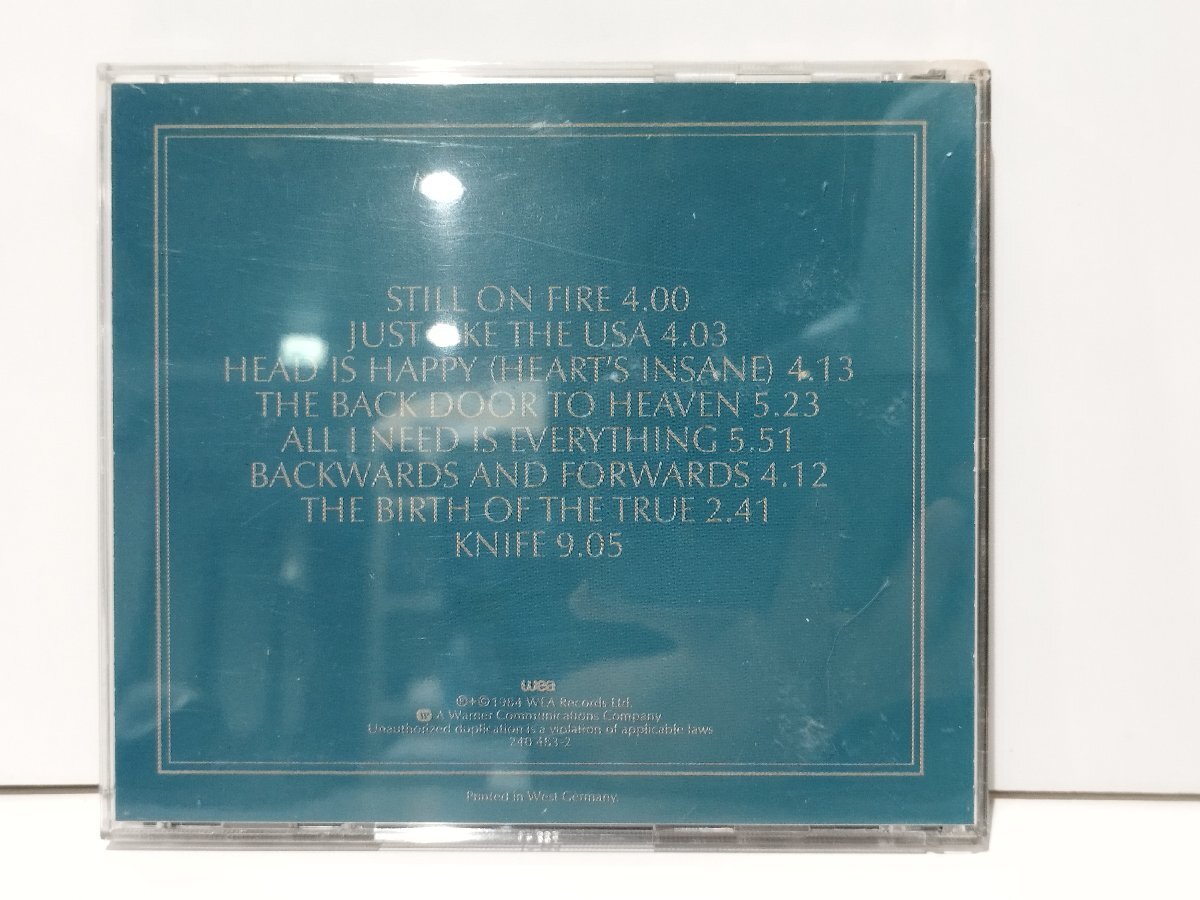 STILL ON FIRE 4.00
JUST THE USA 4.03
HEAD IS HAPPY (HEART'S INSANE) 4.13
THE BACK DOOR TO HEAVEN 5.23
ALL I NEED IS EVERYTHING 5.51
BACKWARDS AND FORWARDS 4.12
THE BIRTH OF THE TRUE 2.41
KNIFE 9.05
wea
℗+©1984 WEA Records Ltd.
A Warner Communications Company
Unauthorized duplication is a violation of applicable laws
240 483-2
Printed in West Germany.